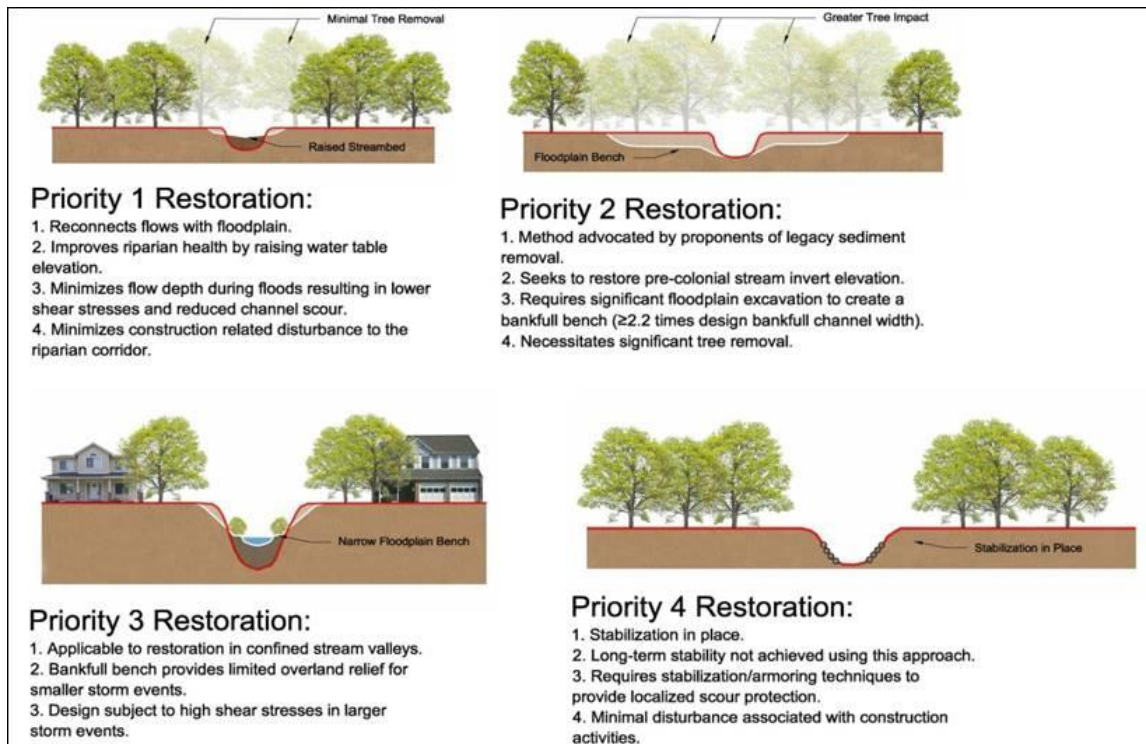 Minimal Tree Removal
Raised Streambed
Priority 1 Restoration:
1. Reconnects flows with floodplain.
2. Improves riparian health by raising water table
elevation.
3. Minimizes flow depth during floods resulting in lower
shear stresses and reduced channel scour.
4. Minimizes construction related disturbance to the
riparian corridor.
Greater Tree Impact
Floodplain Bench
Priority 2 Restoration:
1. Method advocated by proponents of legacy sediment
removal.
2. Seeks to restore pre-colonial stream invert elevation.
3. Requires significant floodplain excavation to create a
bankfull bench (≥2.2 times design bankfull channel width).
4. Necessitates significant tree removal.
Narrow Floodplain Bench
Priority 3 Restoration:
1. Applicable to restoration in confined stream valleys.
2. Bankfull bench provides limited overland relief for
smaller storm events.
3. Design subject to high shear stresses in larger
storm events.
Stabilization in Place
Priority 4 Restoration:
1. Stabilization in place.
2. Long-term stability not achieved using this approach.
3. Requires stabilization/armoring techniques to
provide localized scour protection.
4. Minimal disturbance associated with construction
activities.